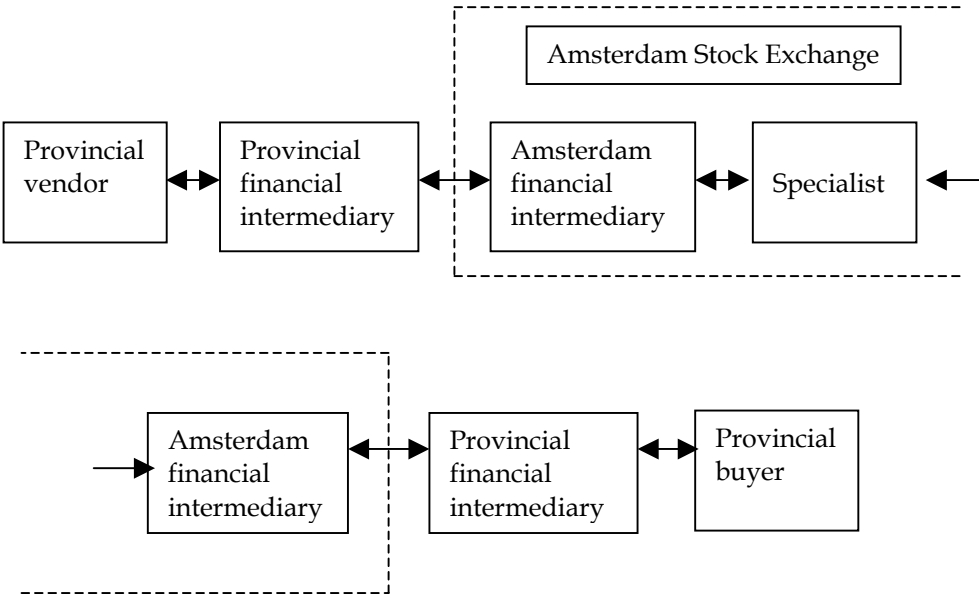 Amsterdam Stock Exchange
Provincial
vendor
Provincial
financial
intermediary
Amsterdam
financial
intermediary
Specialist
Amsterdam
financial
intermediary
Provincial
financial
intermediary
Provincial
buyer